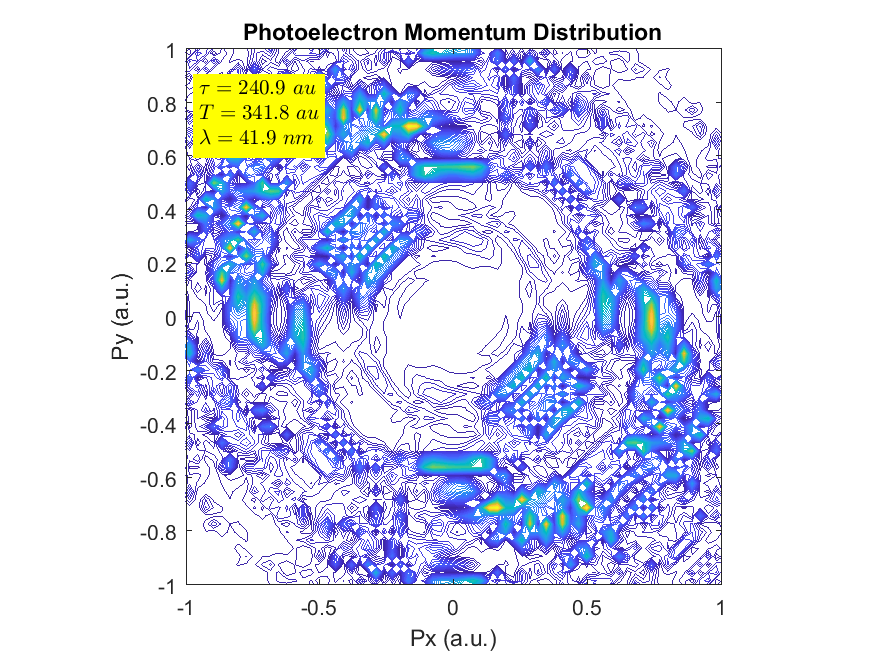 Photoelectron Momentum Distribution
τ = 240.9 au
T = 341.8 au
λ = 41.9 nm
1
0.8
0.6
0.4
0.2
0
-0.2
-0.4
-0.6
-0.8
-1
Py (a.u.)
-1 -0.5 0 0.5 1
Px (a.u.)